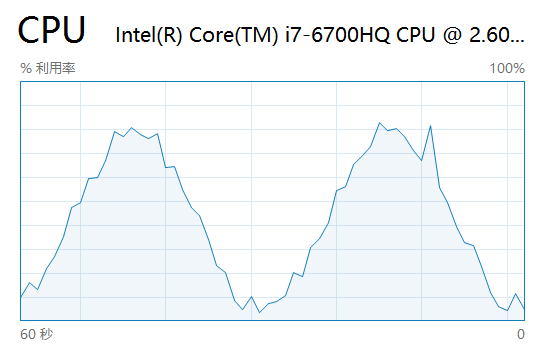 CPU Intel(R) Core(TM) i7-6700HQ CPU @ 2.60...
% 利用率 100%
60 秒 0